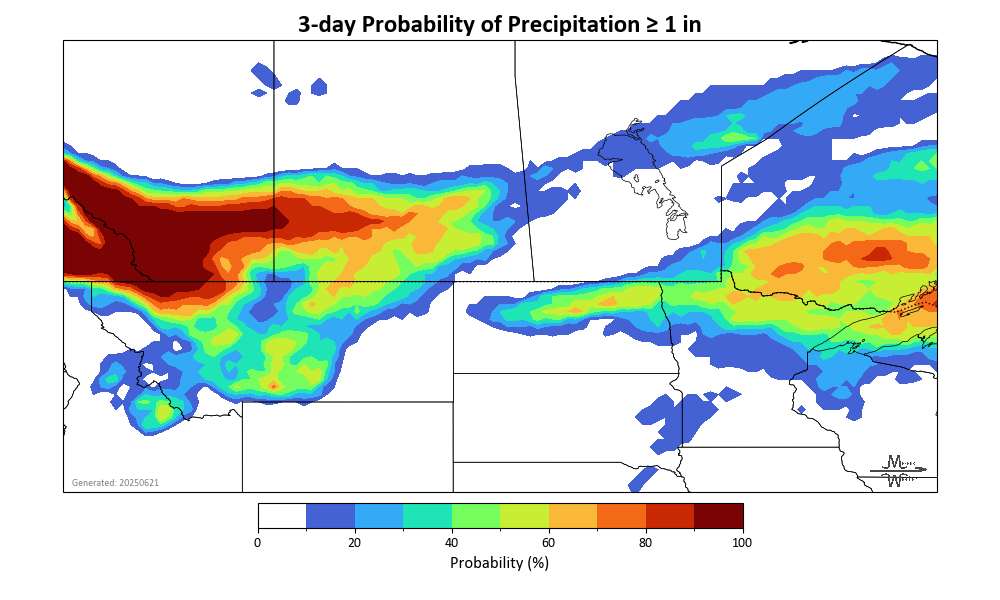 3-day Probability of Precipitation ≥ 1 in
Generated: 20250621
0 20 40 60 80 100
Probability (%)